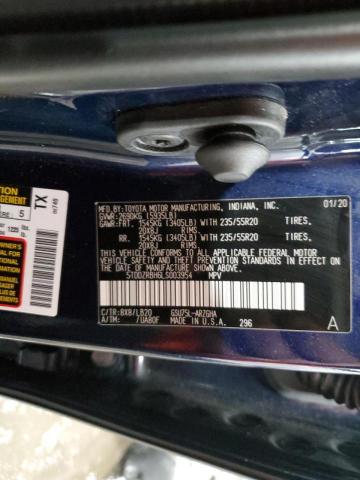 MFD. BY:TOYOTA MOTOR MANUFACTURING, INDIANA, INC. 01/20
GVWR:2690KG (5935LB)
GAWR:FRT. 1545KG (3405LB) WITH 235/55R20 TIRES,
20X8J RIMS
RR. 1545KG (3405LB) WITH 235/55R20 TIRES,
20X8J RIMS
THIS VEHICLE CONFORMS TO ALL APPLICABLE FEDERAL MOTOR
VEHICLE SAFETY, BUMPER, AND THEFT PREVENTION STANDARDS IN
EFFECT ON THE DATE OF MANUFACTURE SHOWN ABOVE.
5TDDZRBH6LS003954 MPV
C/TR:8X8/LB20 GSU75L-ARZGHA
A/TM: /UA80F MADE IN U.S.A. 296 A
TX
5